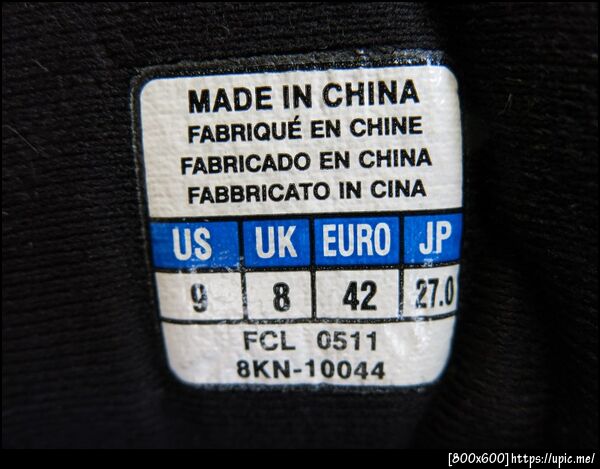 MADE IN CHINA
FABRIQUÉ EN CHINE
FABRICADO EN CHINA
FABBRICATO IN CINA
US UK EURO JP
9 8 42 27.0
FCL 0511
8KN-10044
[800x600]https://upic.me/